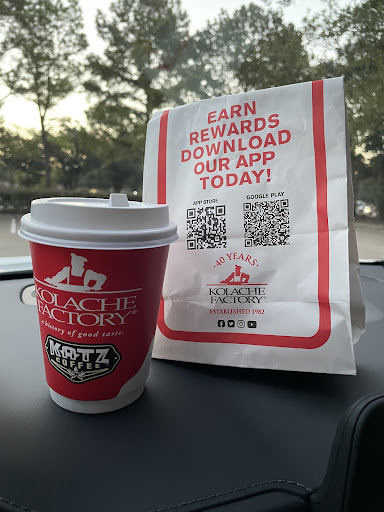 EARN
REWARDS
DOWNLOAD
OUR APP
TODAY!
APP STORE
GOOGLE PLAY
40 YEARS
KOLACHE
FACTORY®
ESTABLISHED 1982
KOLACHE
FACTORY®
a history of good taste.
KATZ
COFFEE